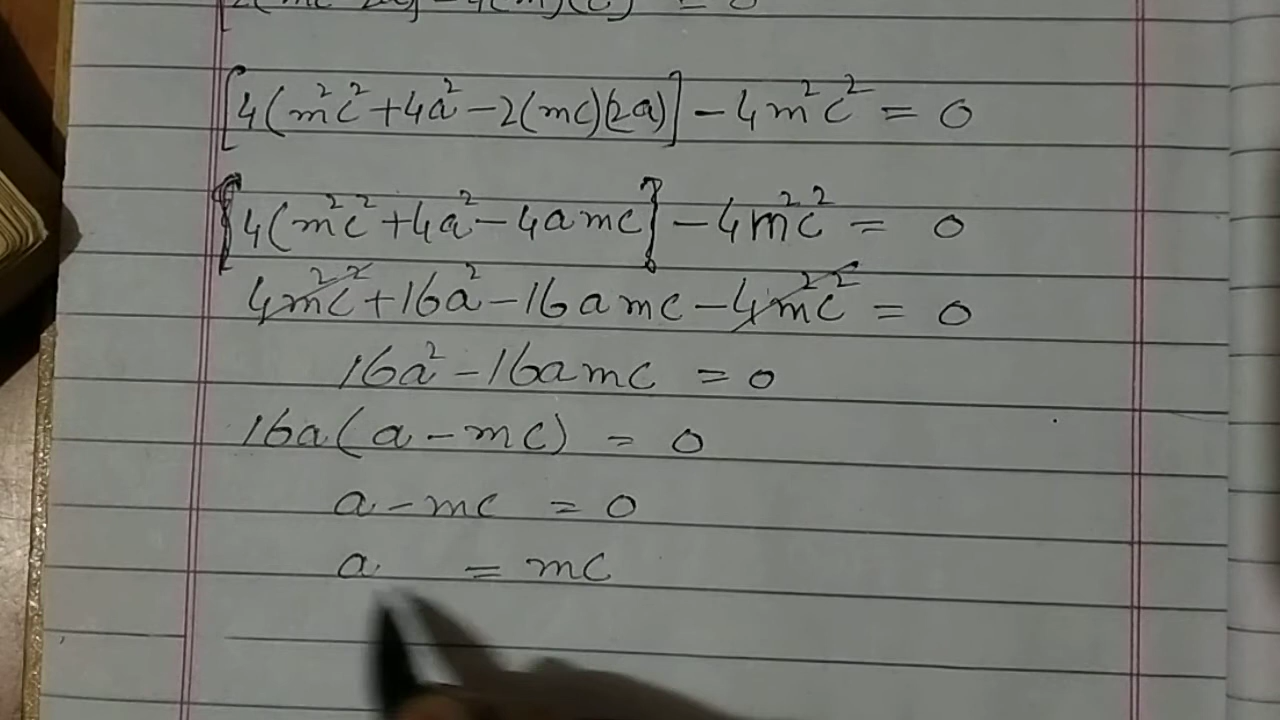 [4(m²c²+4a²-2(mc)(2a)]-4m²c²=0
[4(m²c²+4a²-4amc]-4m²c²=0
4m²c²+16a²-16amc-4m²c²=0
16a²-16amc=0
16a(a-mc)=0
a-mc=0
a=mc